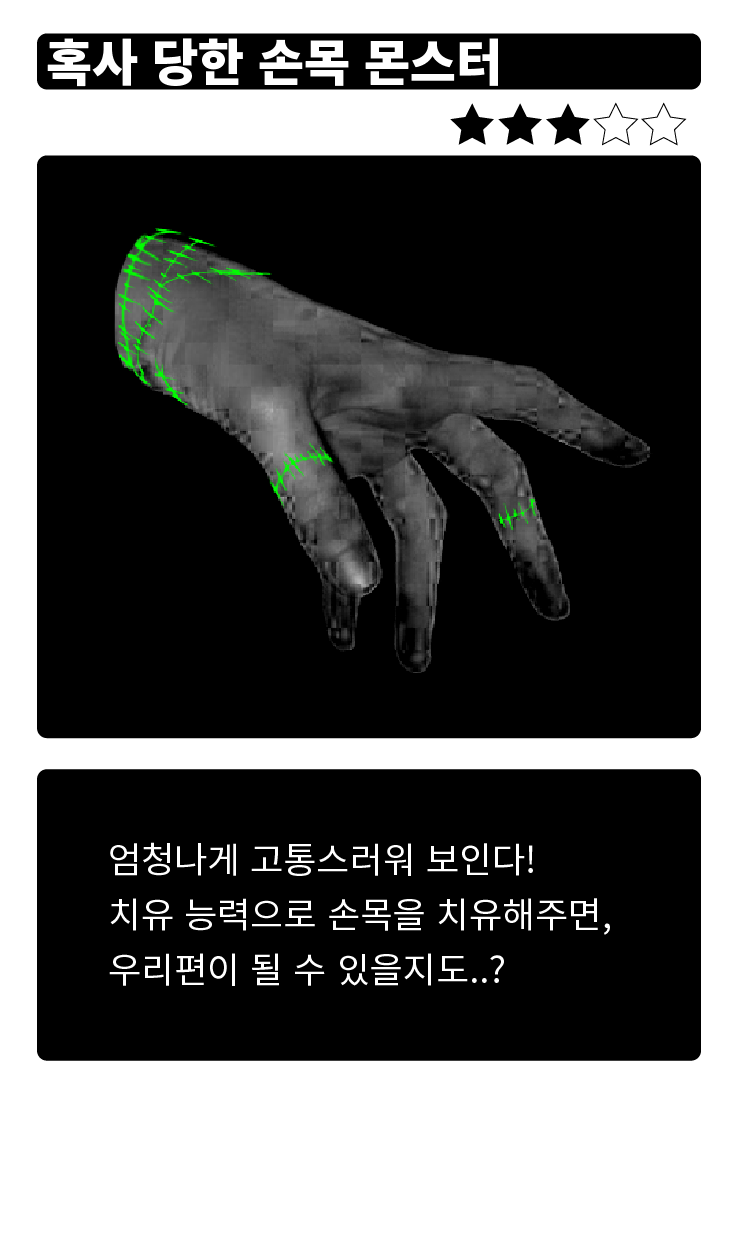 혹사 당한 손목 몬스터
엄청나게 고통스러워 보인다!
치유 능력으로 손목을 치유해주면,
우리편이 될 수 있을지도..?